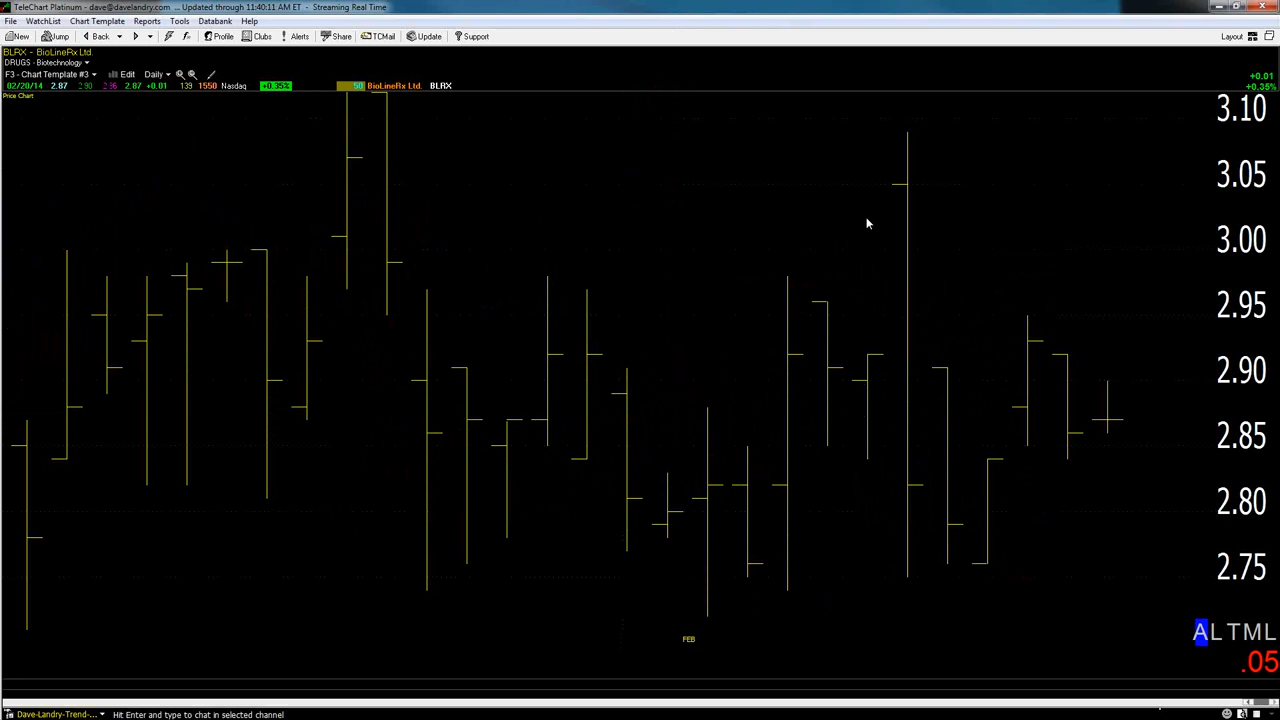 TeleChart Platinum - dave@davelandry.com ... Updated through 11:40:11 AM ET - Streaming Real Time
File WatchList Chart Template Reports Tools Databank Help
New Jump Back Profile Clubs Alerts Share TCMail Update Support Layout
BLRX - BioLineRx Ltd.
DRUGS - Biotechnology
F3 - Chart Template #3 Edit Daily +0.01
02/20/14 2.87 2.90 2.86 2.87 +0.01 139 1550 Nasdaq +0.35% 50 BioLineRx Ltd. BLRX +0.35%
Price Chart
3.10
3.05
3.00
2.95
2.90
2.85
2.80
2.75
FEB
ALTML
.05
Dave-Landry-Trend-... Hit Enter and type to chat in selected channel